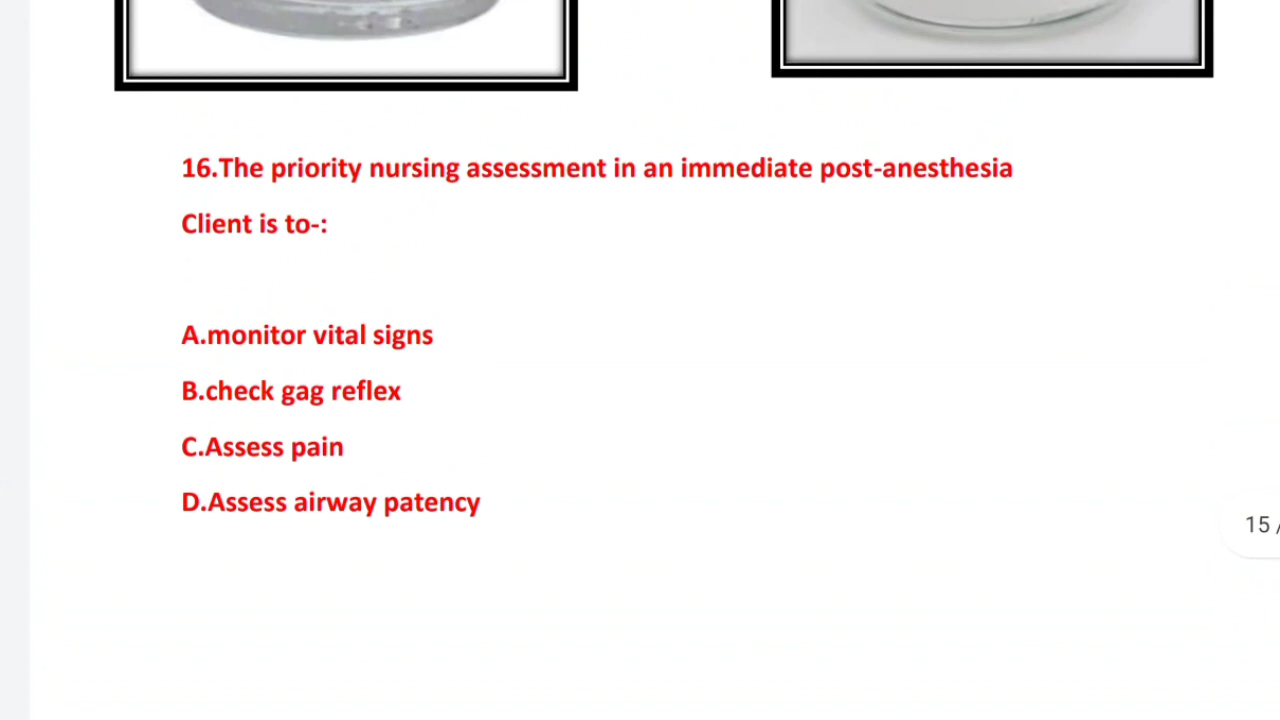 16.The priority nursing assessment in an immediate post-anesthesia
Client is to-:
A.monitor vital signs
B.check gag reflex
C.Assess pain
D.Assess airway patency
15 /